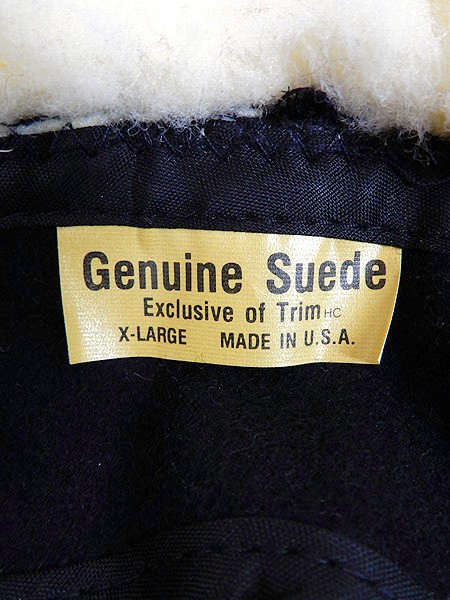 Genuine Suede
Exclusive of Trim HC
X-LARGE MADE IN U.S.A.